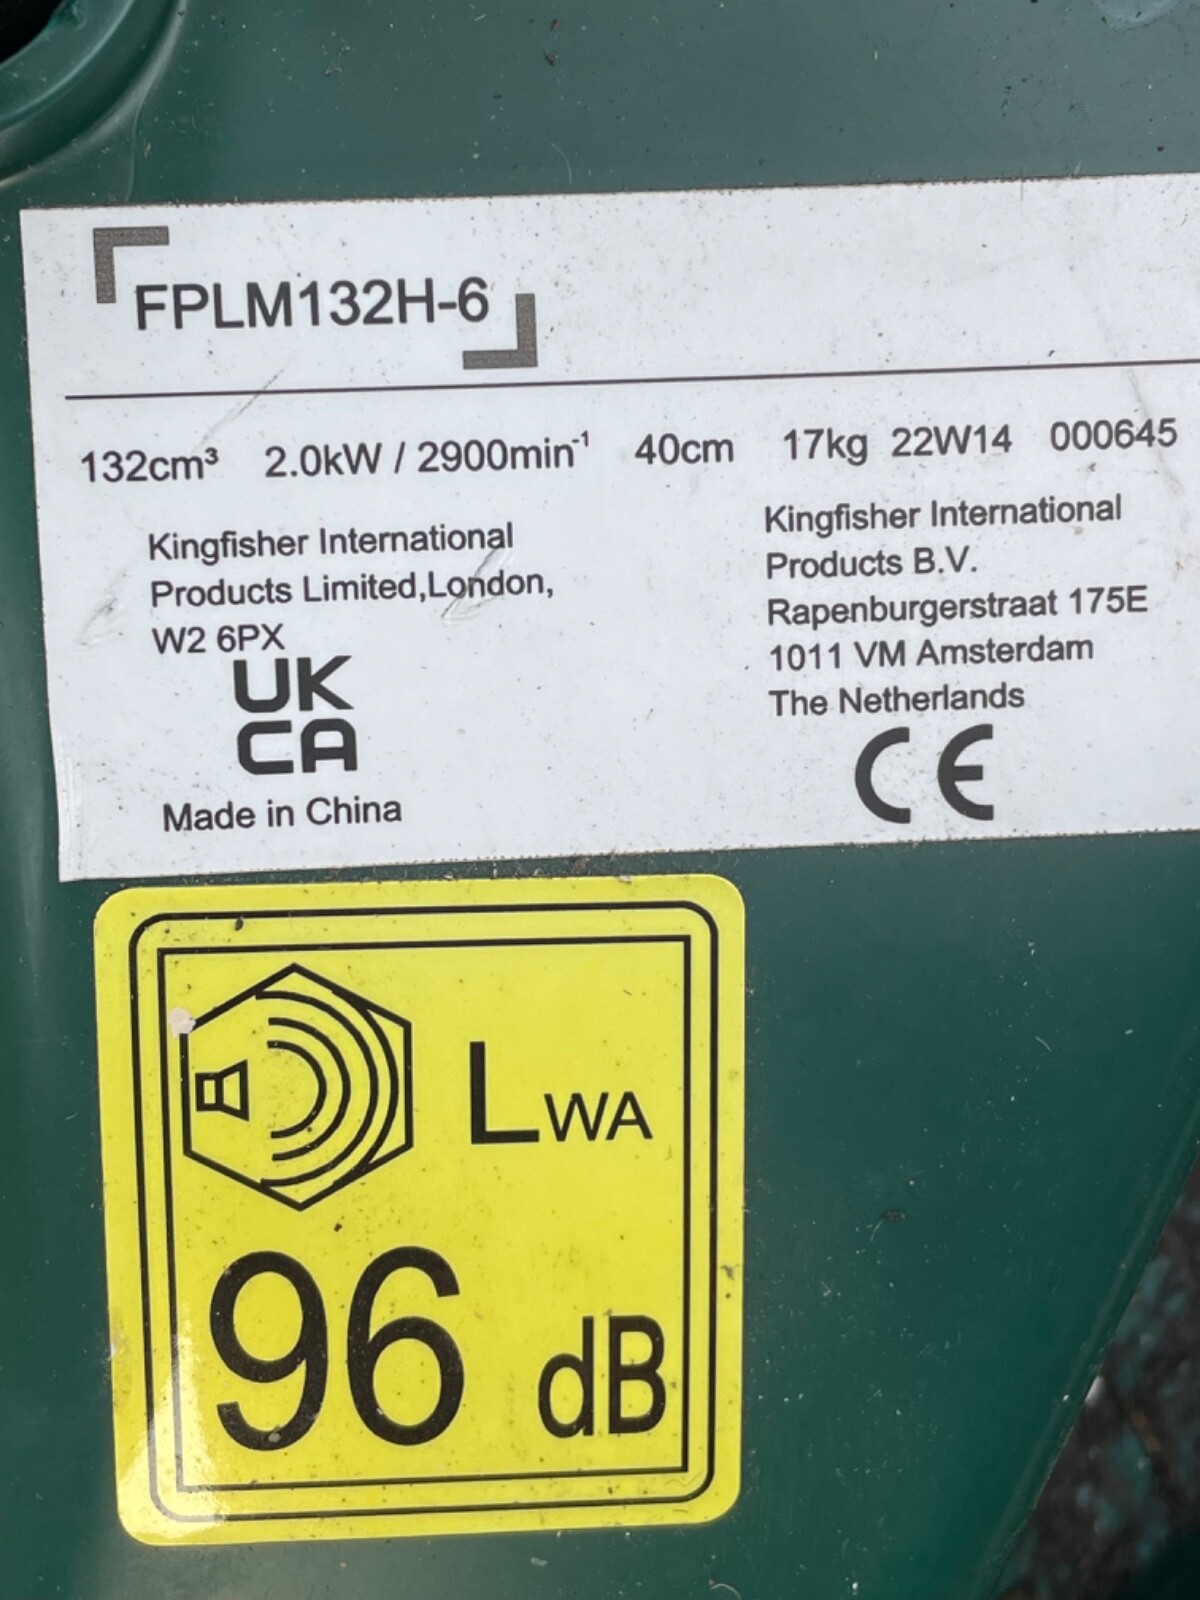 FPLM132H-6
132cm³ 2.0kW / 2900min⁻¹ 40cm 17kg 22W14 000645
Kingfisher International
Products Limited,London,
W2 6PX
UK
CA
Made in China
Kingfisher International
Products B.V.
Rapenburgerstraat 175E
1011 VM Amsterdam
The Netherlands
CE
LWA
96 dB